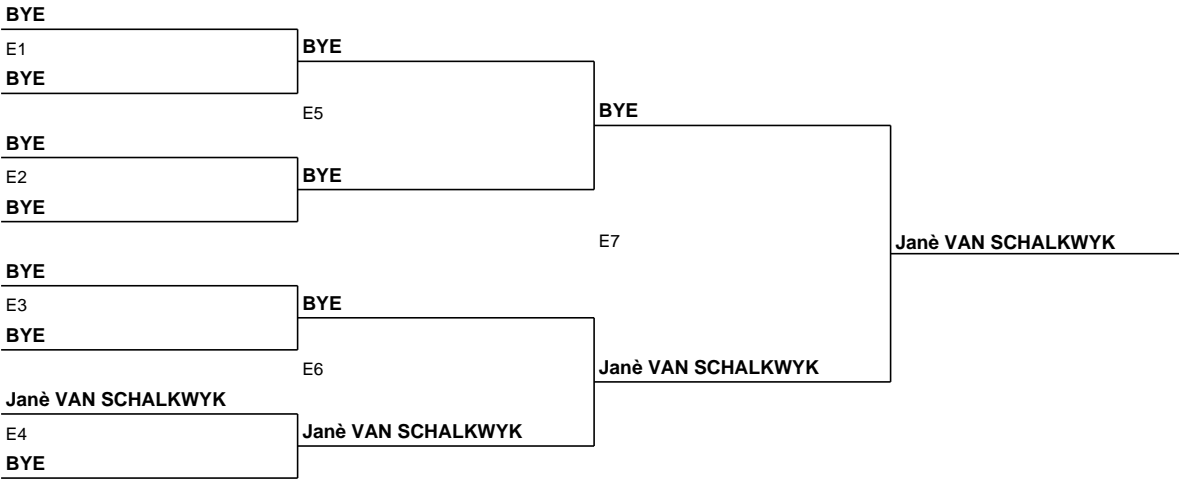 BYE
E1
BYE
BYE
E5
BYE
BYE
E2
BYE
BYE
E7
Janè VAN SCHALKWYK
BYE
E3
BYE
BYE
E6
Janè VAN SCHALKWYK
Janè VAN SCHALKWYK
E4
Janè VAN SCHALKWYK
BYE